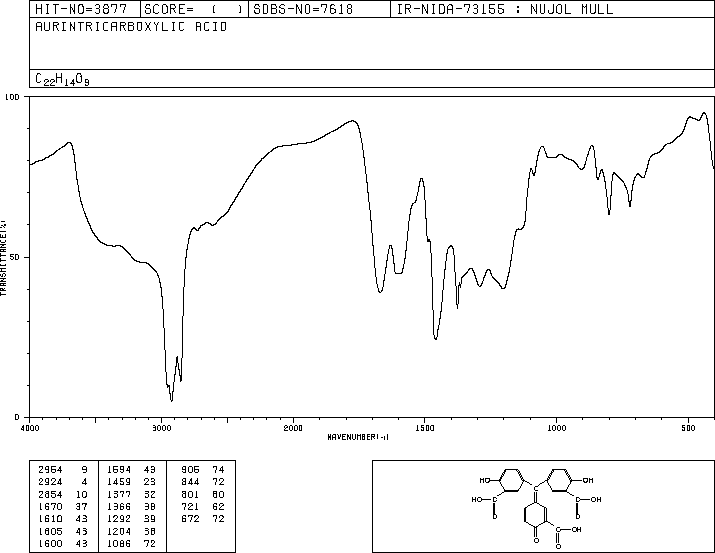 HIT-NO=3877 SCORE= ( ) SDBS-NO=7618 IR-NIDA-73155 : NUJOL MULL
AURINTRICARBOXYLIC ACID
C22H14O9
100
50
0
TRANSMITTANCE(%)
4000 3000 2000 1500 1000 500
WAVENUMBER(-1)
2954 9 1594 43 906 74
2924 4 1459 23 844 72
2854 10 1377 32 801 60
1670 37 1366 38 721 62
1610 43 1292 39 672 72
1605 43 1204 38
1600 43 1086 72
HO OH
C
HO C C OH
O O
C OH
O O